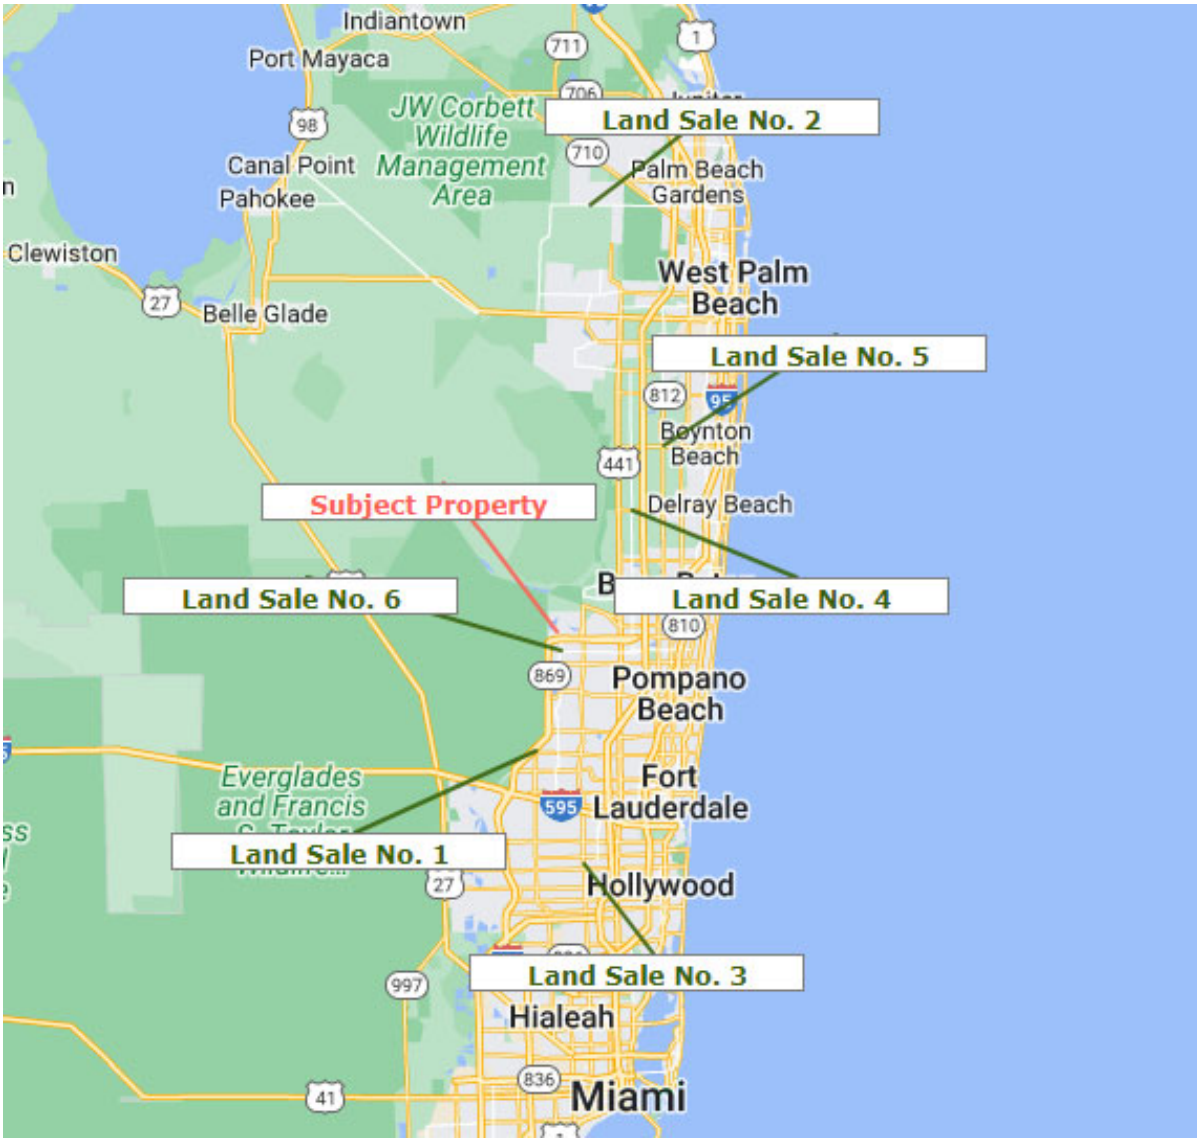 Indiantown
1
711
Port Mayaca
706
JW Corbett
Wildlife
Management
Area
Land Sale No. 2
98
710
Canal Point
Palm Beach
Gardens
Pahokee
Clewiston
West Palm
Beach
27
Belle Glade
Land Sale No. 5
812
95
Boynton
Beach
441
Subject Property
Delray Beach
Land Sale No. 6
Land Sale No. 4
810
869
Pompano
Beach
Everglades
and Francis
Fort
Lauderdale
595
Land Sale No. 1
27
Hollywood
Land Sale No. 3
997
Hialeah
836
Miami
41
1